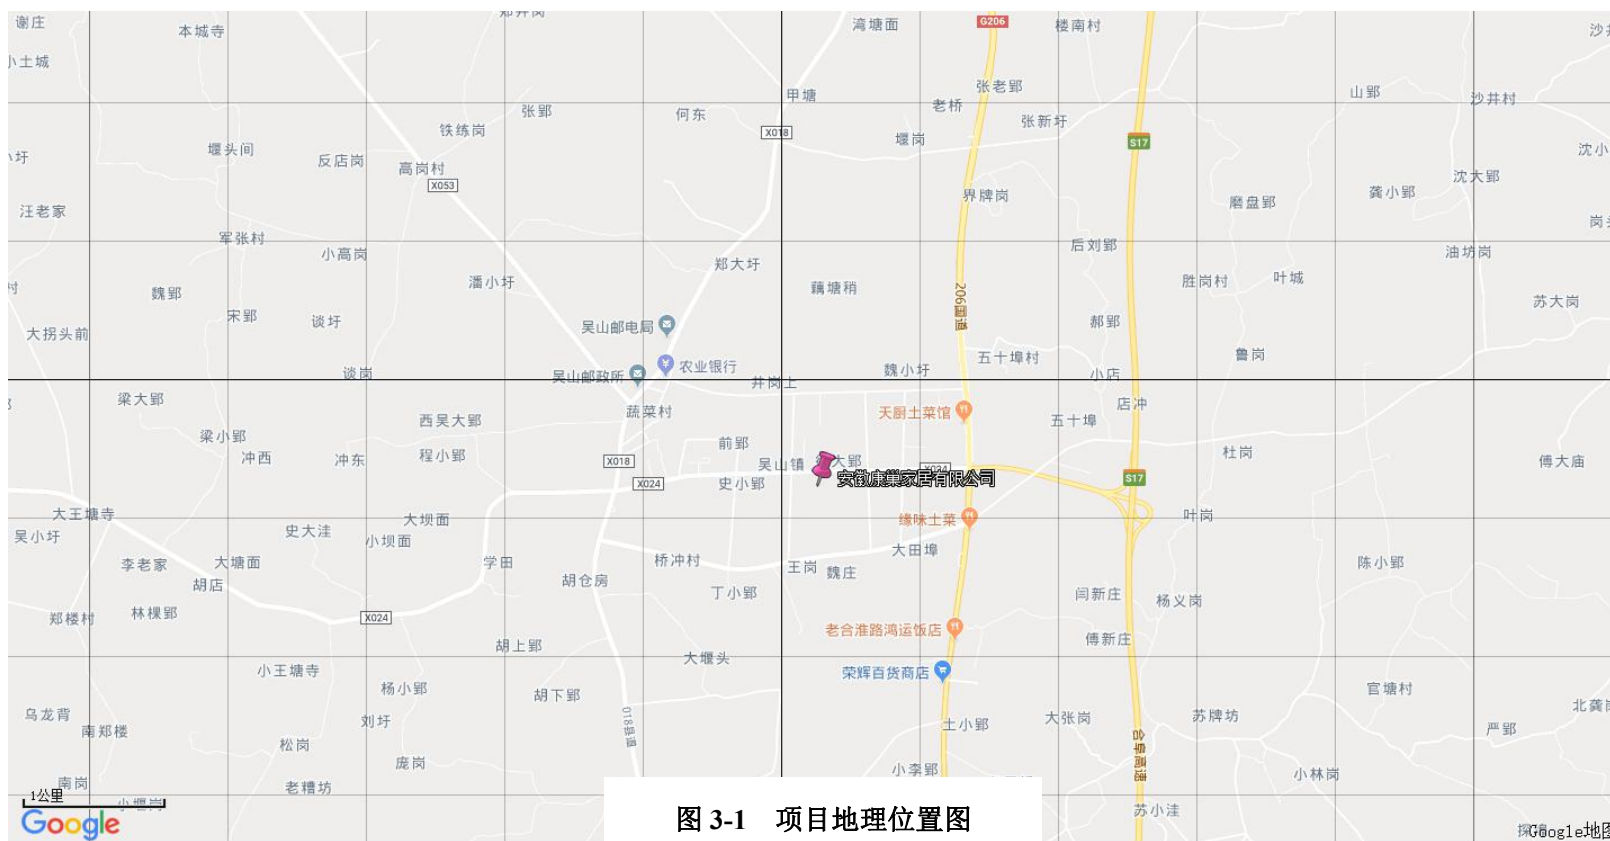 谢庄
本城寺
湾塘面
G206
楼南村
小土城
张老郢
山郢
沙井村
甲塘
老桥
张郢
何东
铁练岗
X018
堰岗
张新圩
S17
堰头间
反店岗
高岗村
X053
沈大郢
龚小郢
界牌岗
磨盘郢
汪老家
军张村
小高岗
后刘郢
油坊岗
郑大圩
潘小圩
藕塘稍
胜岗村
叶城
魏郢
苏大岗
宋郢
谈圩
206国道
郝郢
吴山邮电局
大拐头前
五十埠村
鲁岗
农业银行
谈岗
吴山邮政所
井岗上
魏小圩
小店
梁大郢
蔬菜村
天厨土菜馆
店冲
西吴大郢
五十埠
梁小郢
前郢
冲西
冲东
程小郢
X018
吴山镇
大郢
X024
杜岗
傅大庙
X024
史小郢
安徽康巢家居有限公司
S17
大王塘寺
大坝面
缘味土菜
叶岗
吴小圩
史大洼
小坝面
大田埠
李老家
大塘面
学田
桥冲村
王岗
魏庄
陈小郢
胡店
胡仓房
丁小郢
闫新庄
杨义岗
郑楼村
林棵郢
X024
老合淮路鸿运饭店
傅新庄
胡上郢
大堰头
小王塘寺
荣辉百货商店
杨小郢
胡下郢
官塘村
乌龙背
刘圩
018县道
土小郢
大张岗
苏牌坊
南郑楼
严郢
松岗
合阜高速
庞岗
小李郢
小林岗
南岗
老糟坊
1公里
小堰岗
苏小洼
Google
图 3-1 项目地理位置图
Google 地图